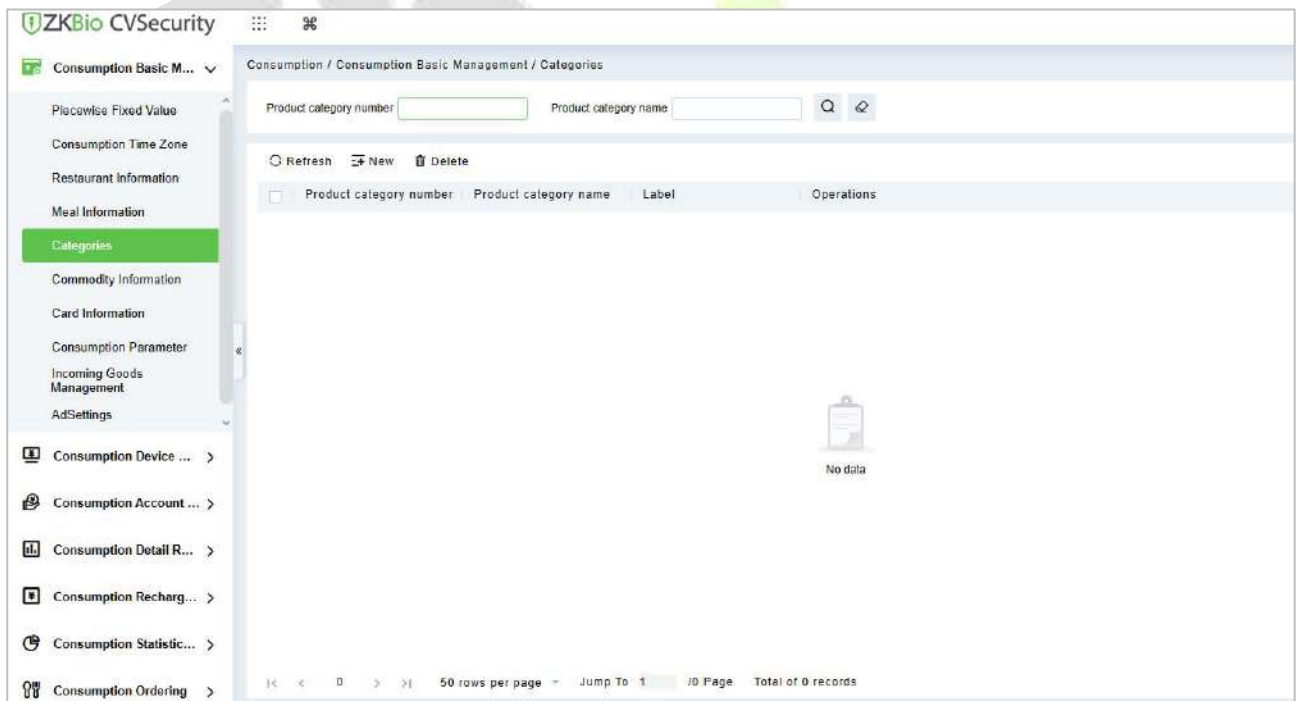 ZKBio CVSecurity
Consumption Basic M...
Piecewise Fixed Value
Consumption Time Zone
Restaurant Information
Meal Information
Categories
Commodity Information
Card Information
Consumption Parameter
Incoming Goods
Management
AdSettings
Consumption Device ...
Consumption Account ...
Consumption Detail R...
Consumption Recharg...
Consumption Statistic...
Consumption Ordering
Consumption / Consumption Basic Management / Categories
Product category number Product category name
Refresh New Delete
Product category number Product category name Label Operations
No data
0 50 rows per page Jump To 1 /0 Page Total of 0 records